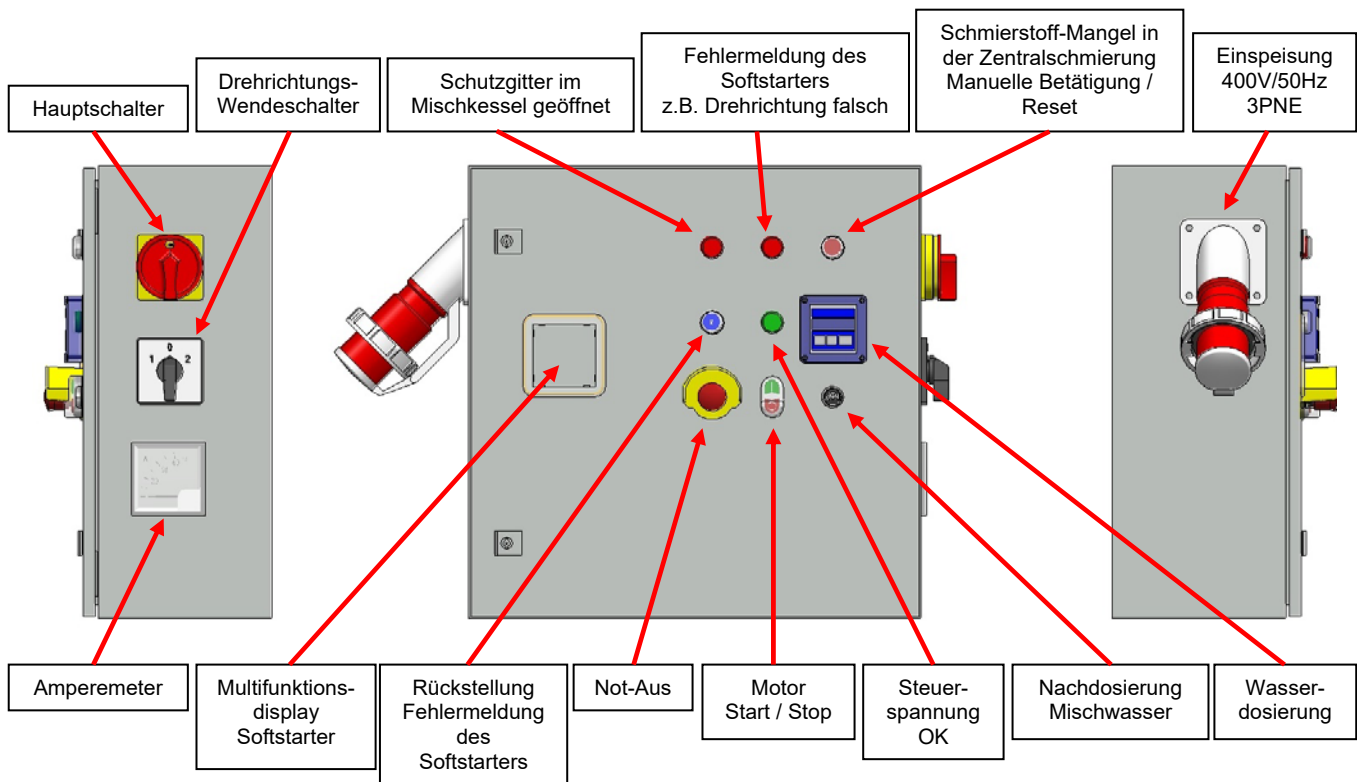 Hauptschalter
Drehrichtungs-
Wendeschalter
Schutzgitter im
Mischkessel geöffnet
Fehlermeldung des
Softstarters
z.B. Drehrichtung falsch
Schmierstoff-Mangel in
der Zentralschmierung
Manuelle Betätigung /
Reset
Einspeisung
400V/50Hz
3PNE
0
1 2
A
Amperemeter
Multifunktions-
display
Softstarter
Rückstellung
Fehlermeldung
des
Softstarters
Not-Aus
Motor
Start / Stop
Steuer-
spannung
OK
Nachdosierung
Mischwasser
Wasser-
dosierung